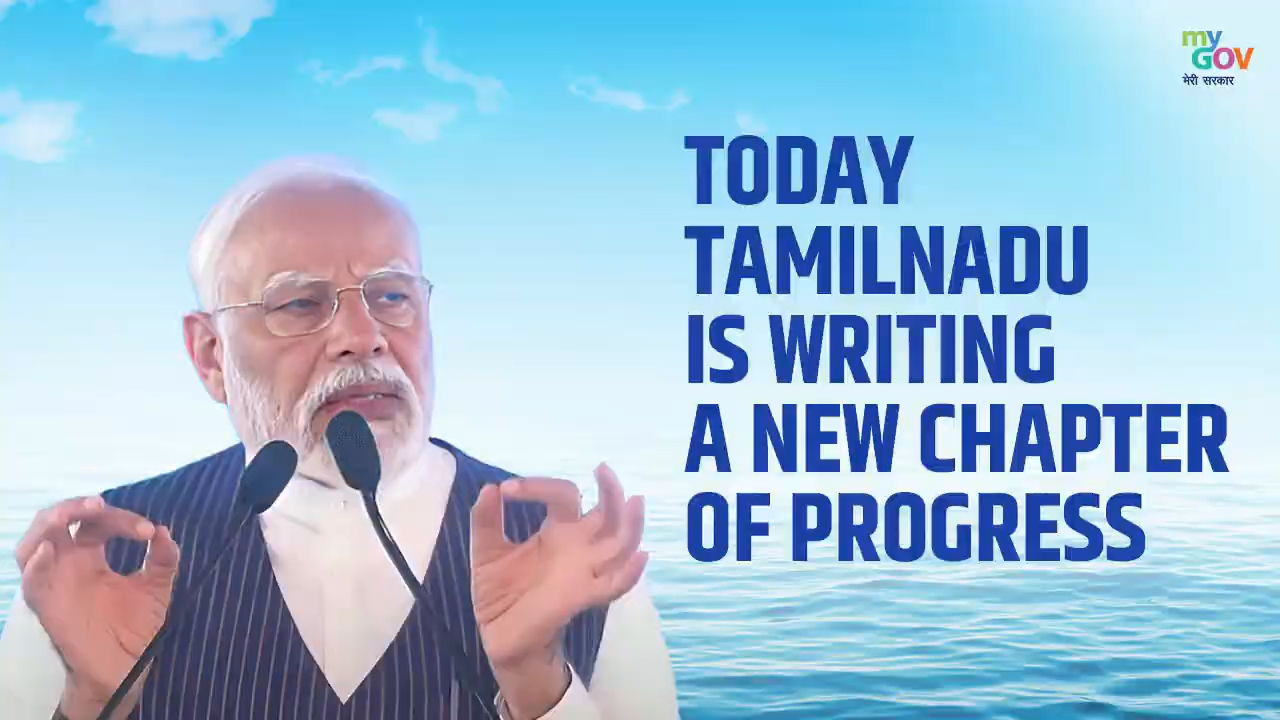 my
GOV
मेरी सरकार
TODAY
TAMILNADU
IS WRITING
A NEW CHAPTER
OF PROGRESS